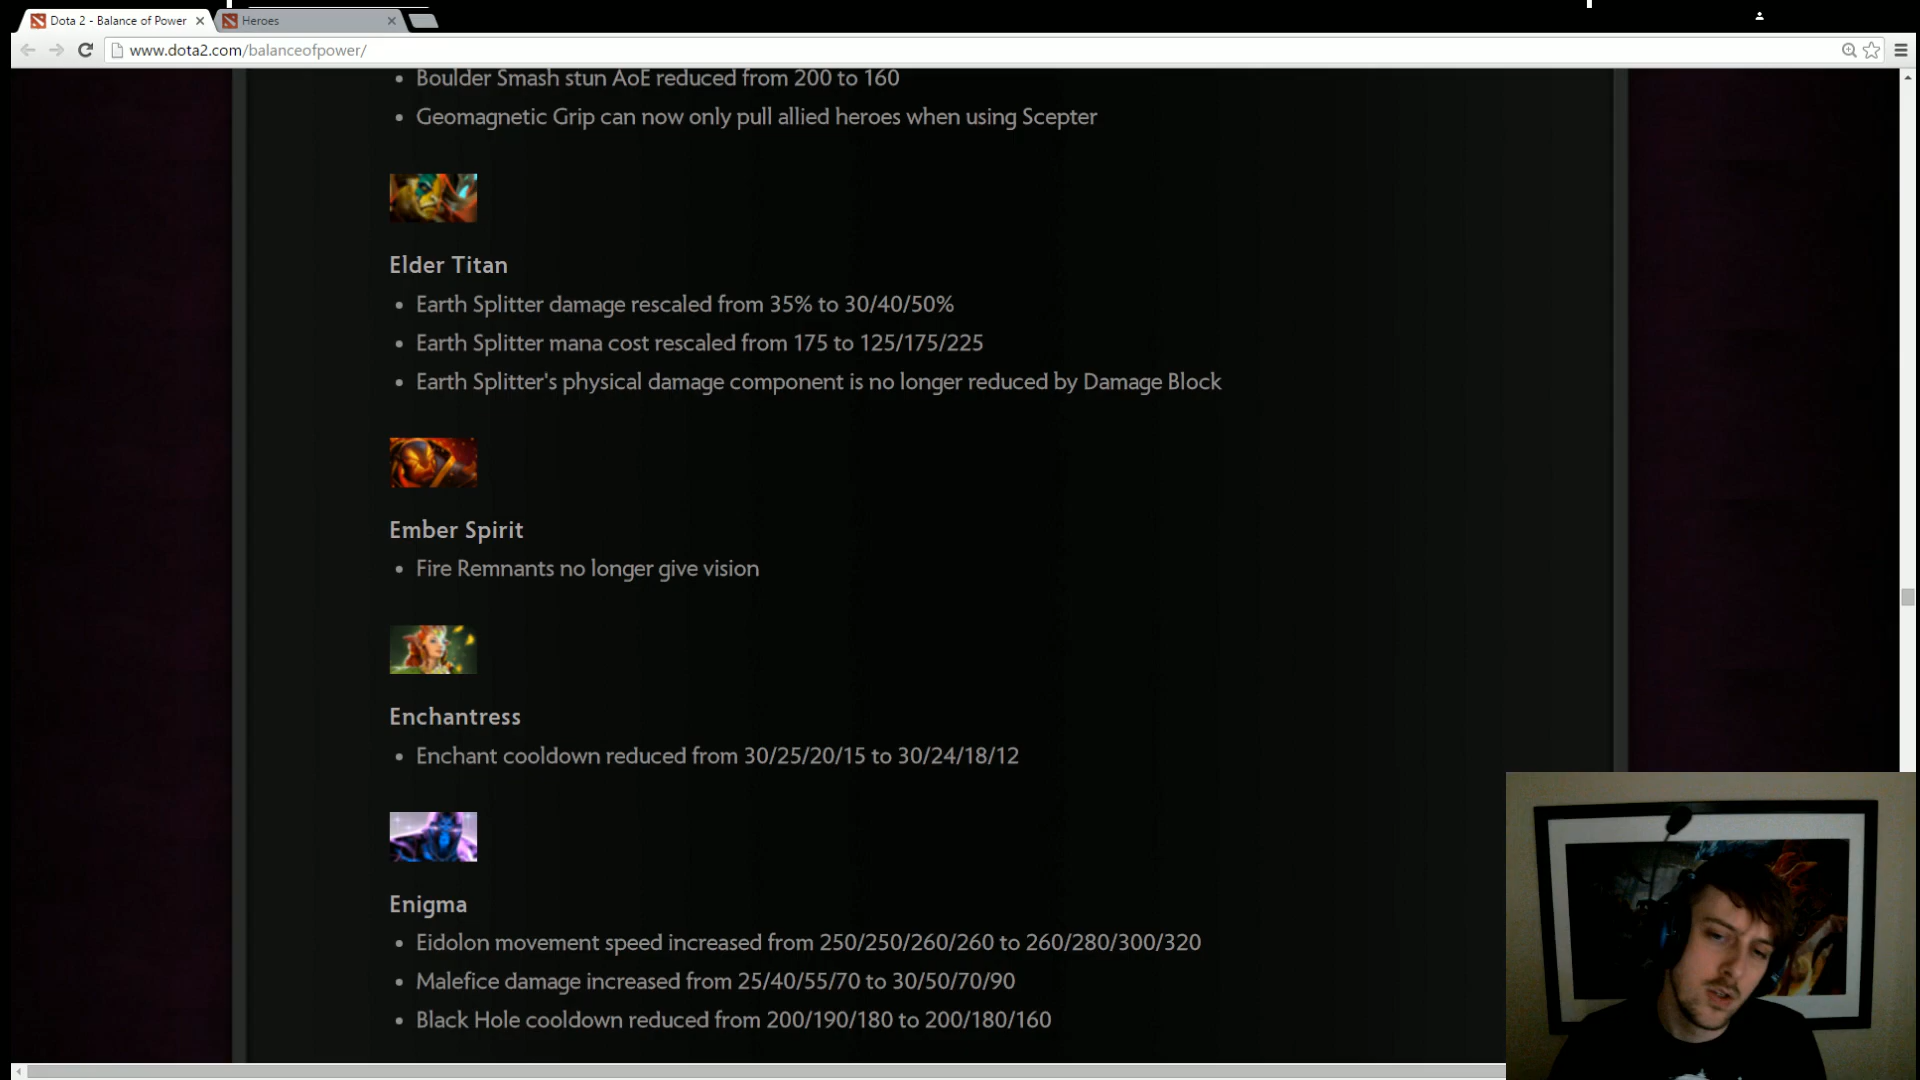 Dota 2 - Balance of Power
Heroes
www.dota2.com/balanceofpower/
Boulder Smash stun AoE reduced from 200 to 160
Geomagnetic Grip can now only pull allied heroes when using Scepter
Elder Titan
Earth Splitter damage rescaled from 35% to 30/40/50%
Earth Splitter mana cost rescaled from 175 to 125/175/225
Earth Splitter's physical damage component is no longer reduced by Damage Block
Ember Spirit
Fire Remnants no longer give vision
Enchantress
Enchant cooldown reduced from 30/25/20/15 to 30/24/18/12
Enigma
Eidolon movement speed increased from 250/250/260/260 to 260/280/300/320
Malefice damage increased from 25/40/55/70 to 30/50/70/90
Black Hole cooldown reduced from 200/190/180 to 200/180/160